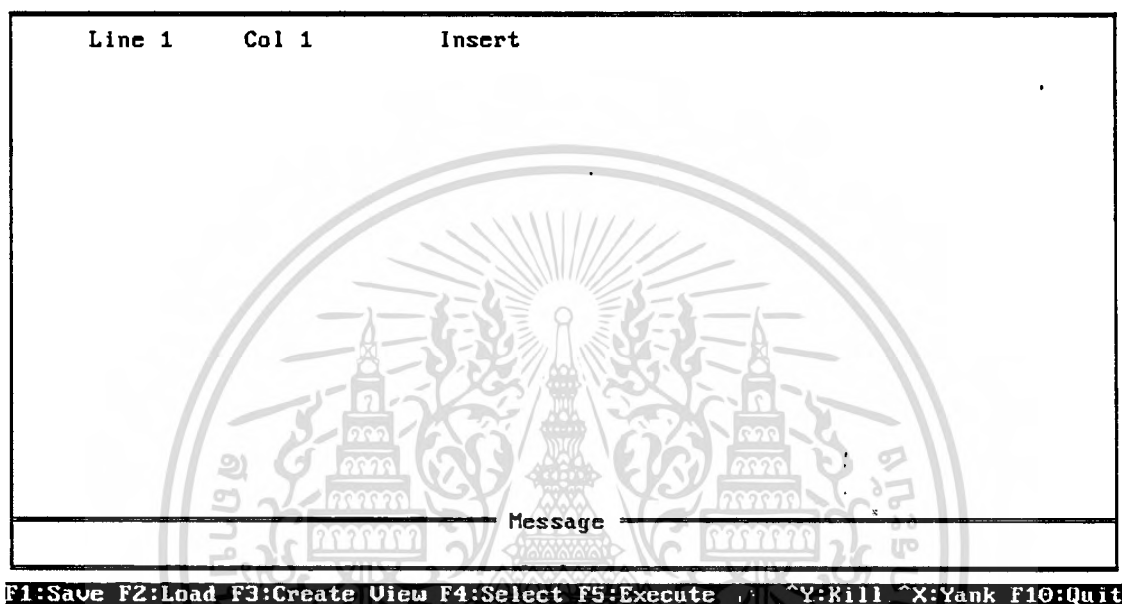 Line 1 Col 1 Insert
Message
F1:Save F2:Load F3:Create View F4:Select F5:Execute ^Y:Kill ^X:Yank F10:Quit